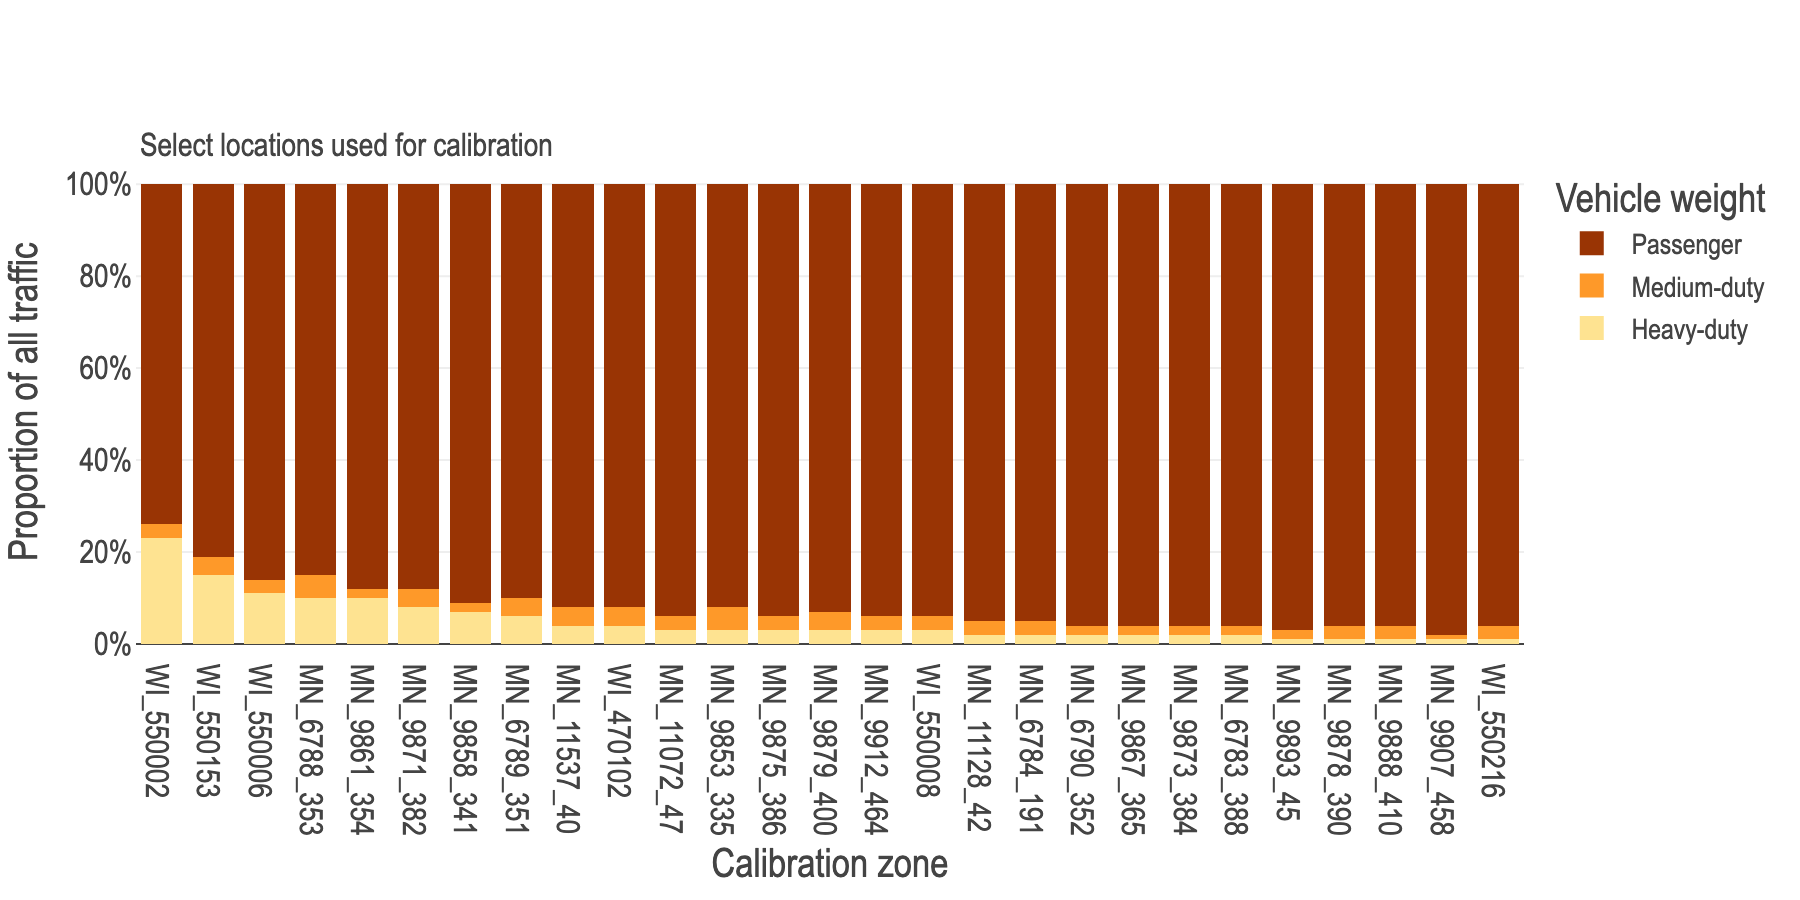 Select locations used for calibration
100%
80%
60%
40%
20%
0%
Proportion of all traffic
WI_550002
WI_550153
WI_550006
MN_6788_353
MN_9861_354
MN_9871_382
MN_9858_341
MN_6789_351
MN_11537_40
WI_470102
MN_11072_47
MN_9853_335
MN_9875_386
MN_9879_400
MN_9912_464
WI_550008
MN_11128_42
MN_6784_191
MN_6790_352
MN_9867_365
MN_9873_384
MN_6783_388
MN_9893_45
MN_9878_390
MN_9888_410
MN_9907_458
WI_550216
Calibration zone
Vehicle weight
Passenger
Medium-duty
Heavy-duty